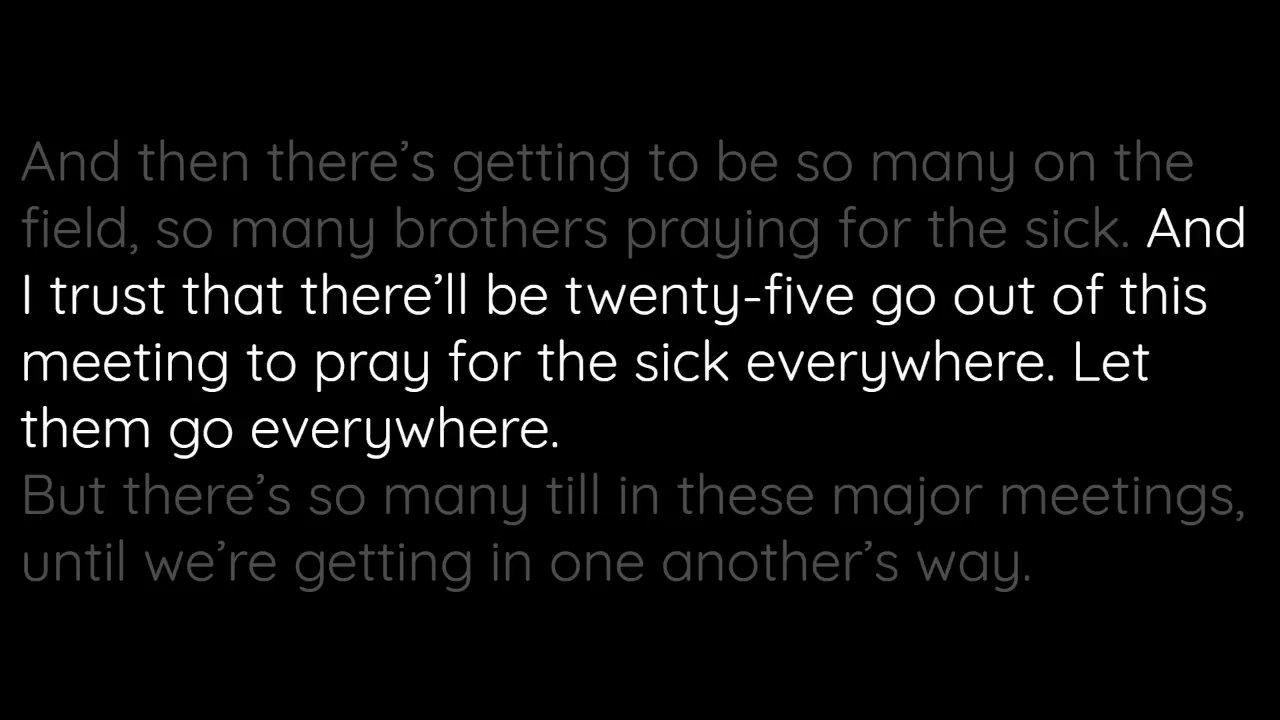 And then there’s getting to be so many on the
field, so many brothers praying for the sick. And
I trust that there’ll be twenty-five go out of this
meeting to pray for the sick everywhere. Let
them go everywhere.
But there’s so many till in these major meetings,
until we’re getting in one another’s way.